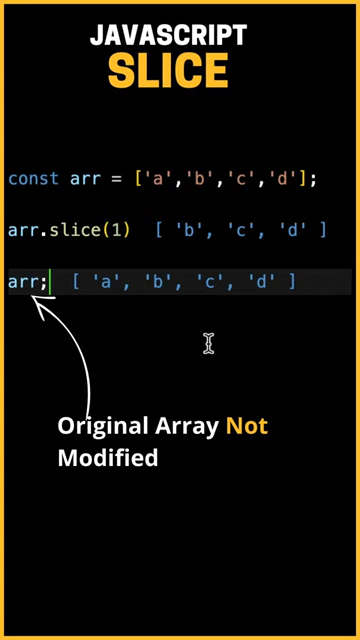 JAVASCRIPT
SLICE
const arr = ['a','b','c','d'];
arr.slice(1) [ 'b', 'c', 'd' ]
arr; [ 'a', 'b', 'c', 'd' ]
Original Array Not
Modified